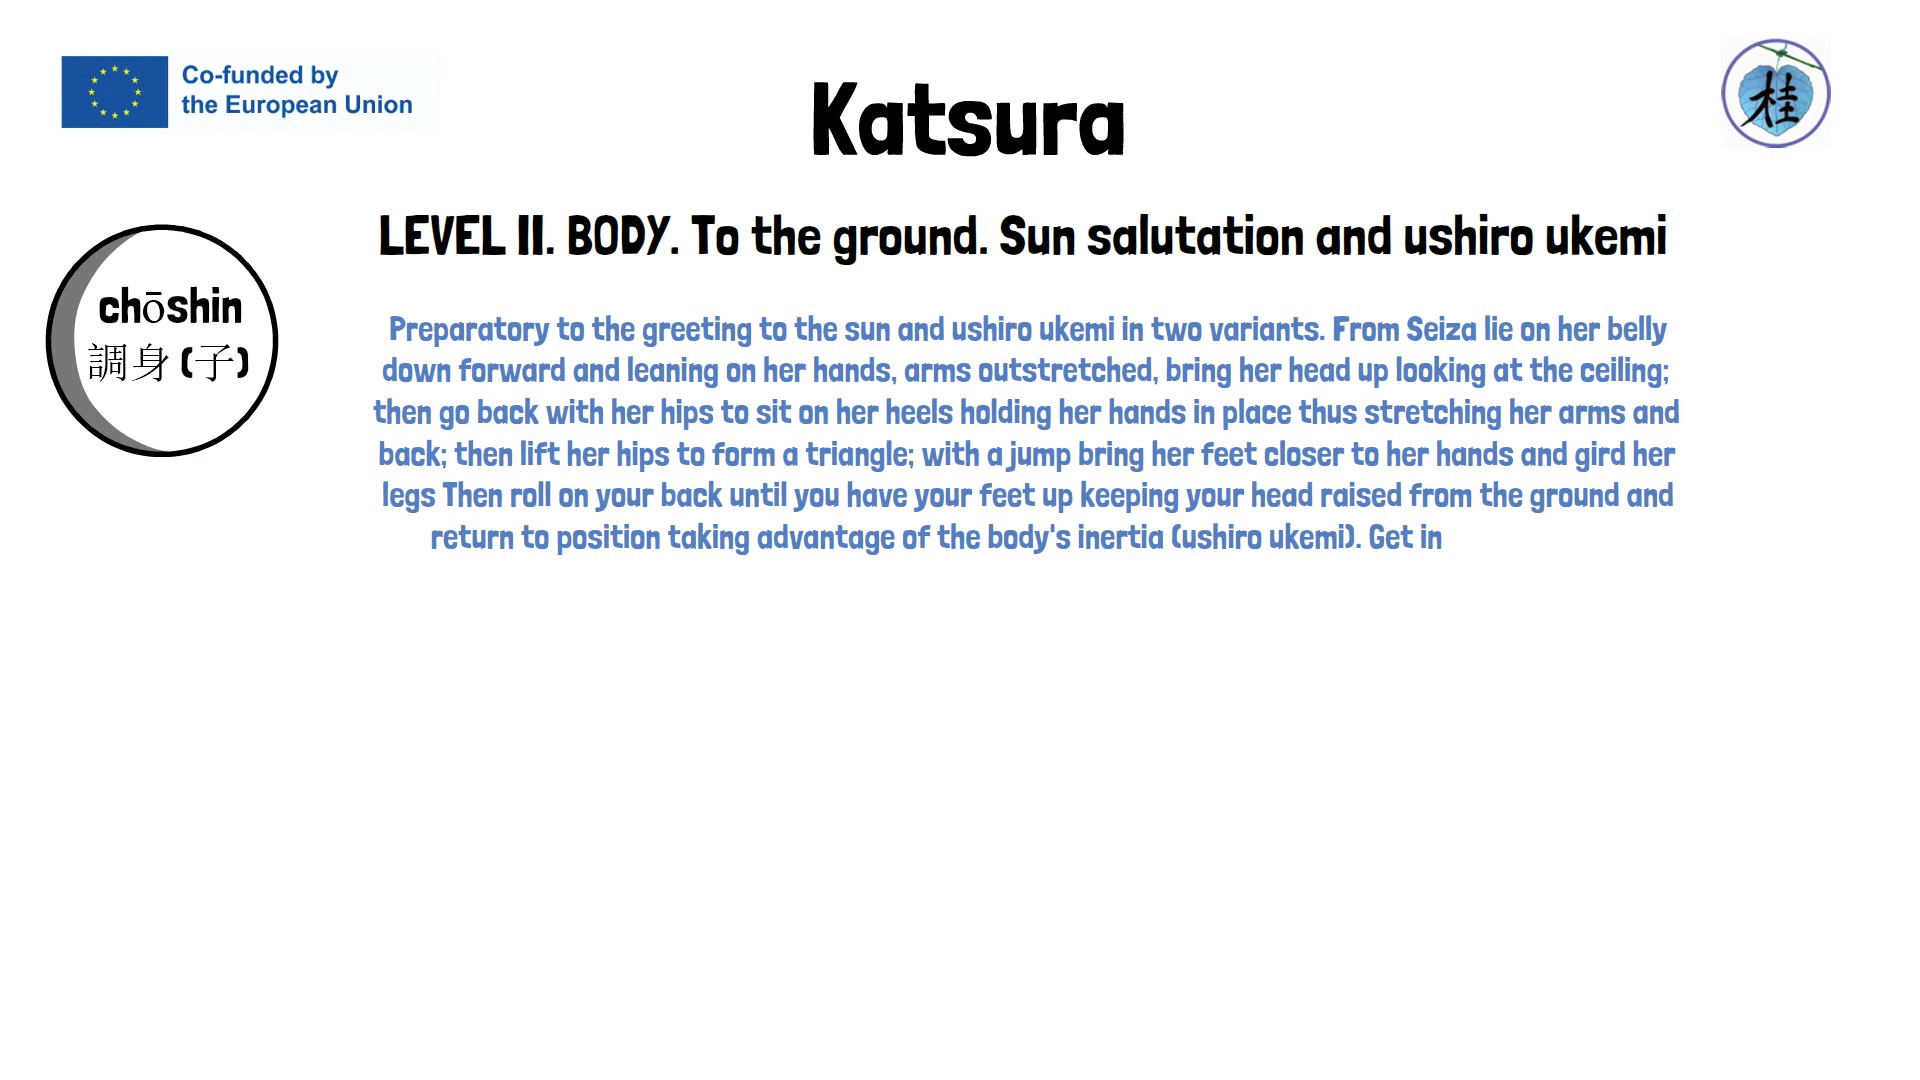 Co-funded by
the European Union
Katsura
桂
LEVEL II. BODY. To the ground. Sun salutation and ushiro ukemi
chōshin
調身 (子)
Preparatory to the greeting to the sun and ushiro ukemi in two variants. From Seiza lie on her belly
down forward and leaning on her hands, arms outstretched, bring her head up looking at the ceiling;
then go back with her hips to sit on her heels holding her hands in place thus stretching her arms and
back; then lift her hips to form a triangle; with a jump bring her feet closer to her hands and gird her
legs Then roll on your back until you have your feet up keeping your head raised from the ground and
return to position taking advantage of the body's inertia (ushiro ukemi). Get in